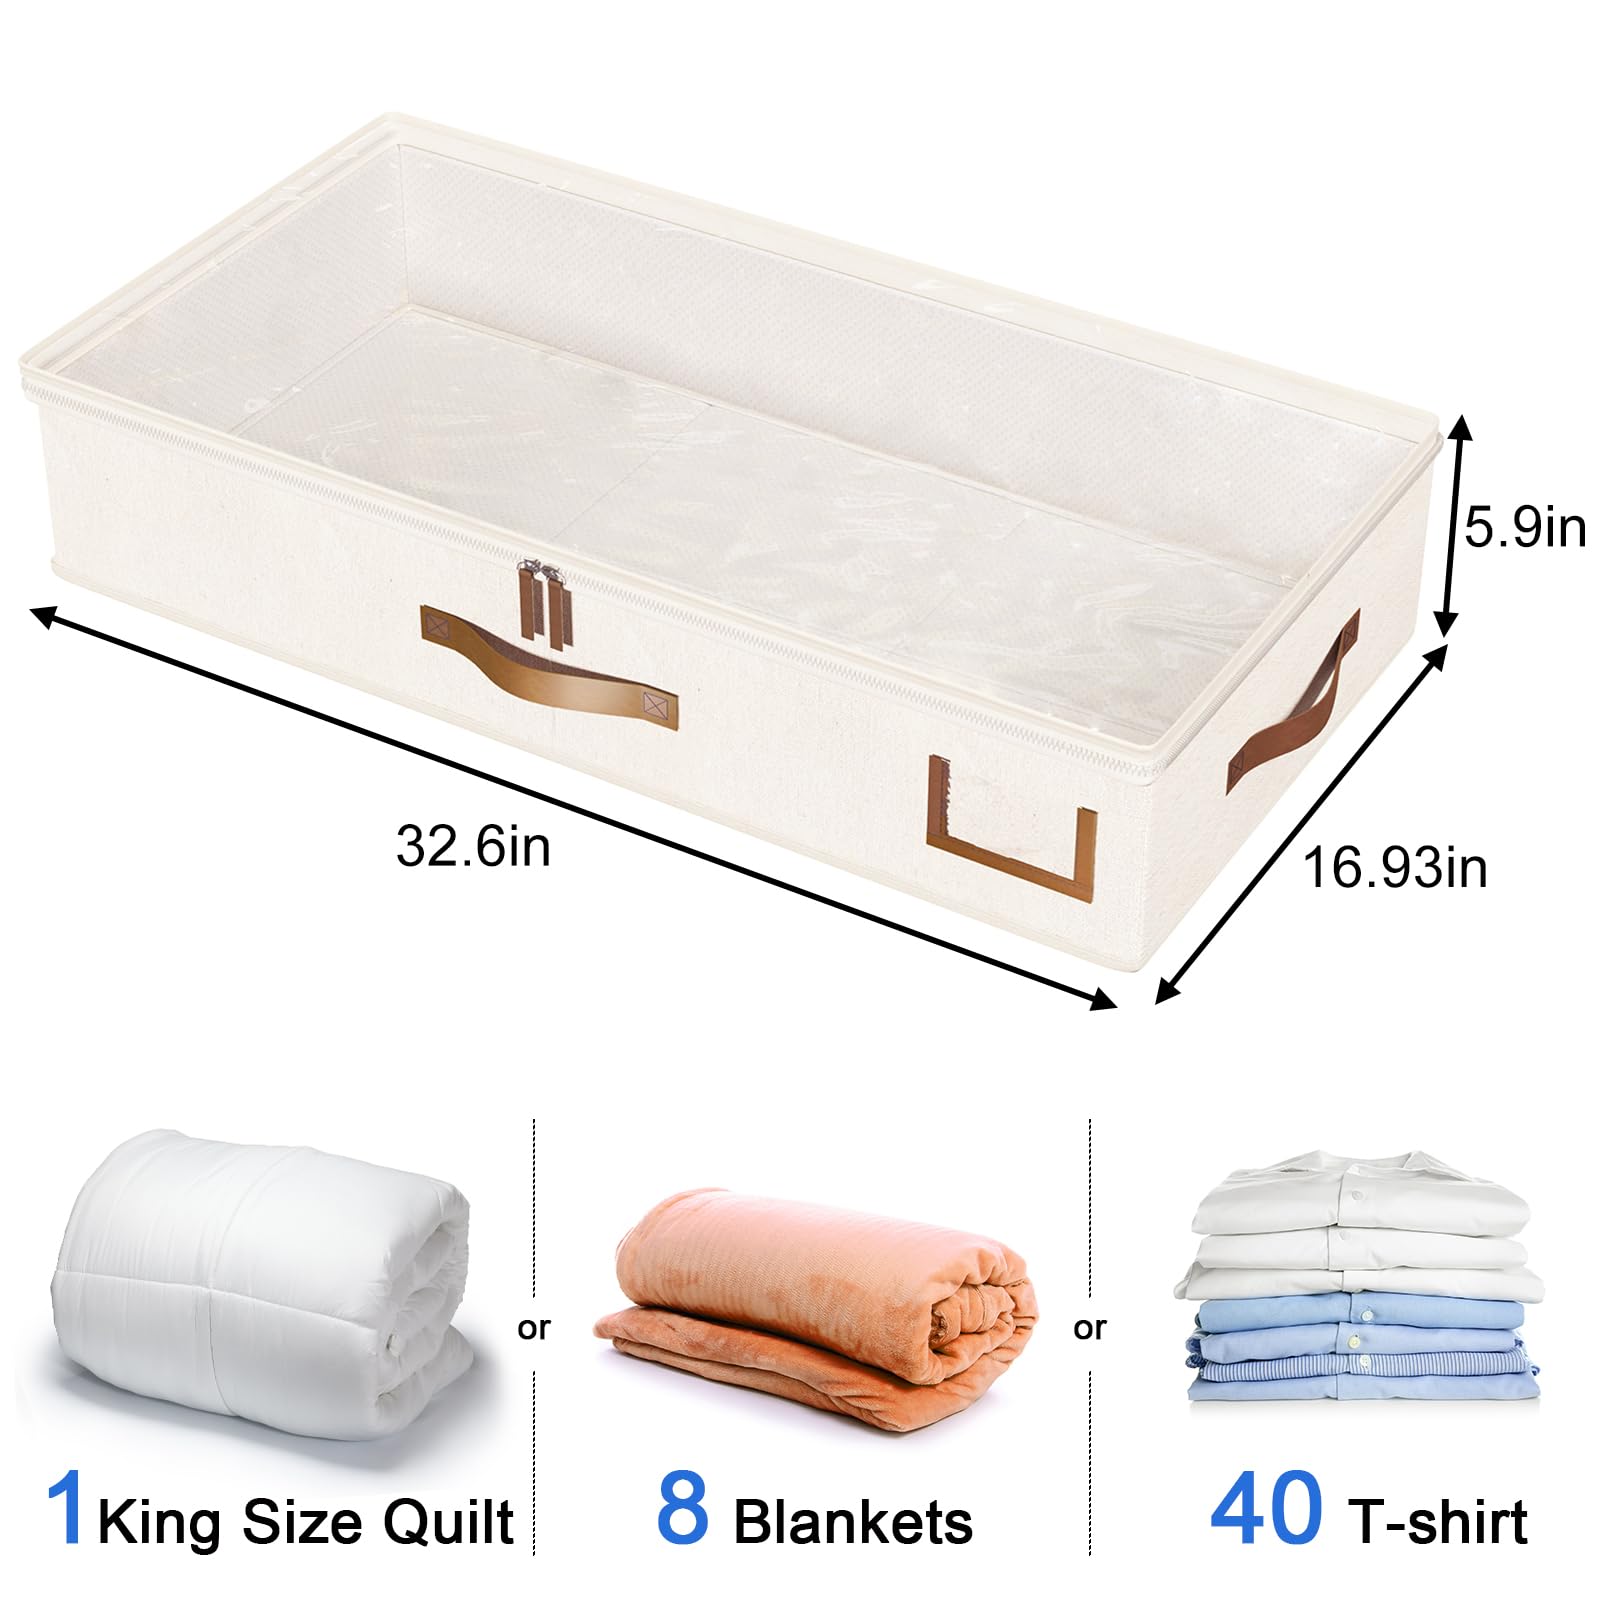 5.9in
32.6in
16.93in
or
or
1 King Size Quilt
8 Blankets
40 T-shirt